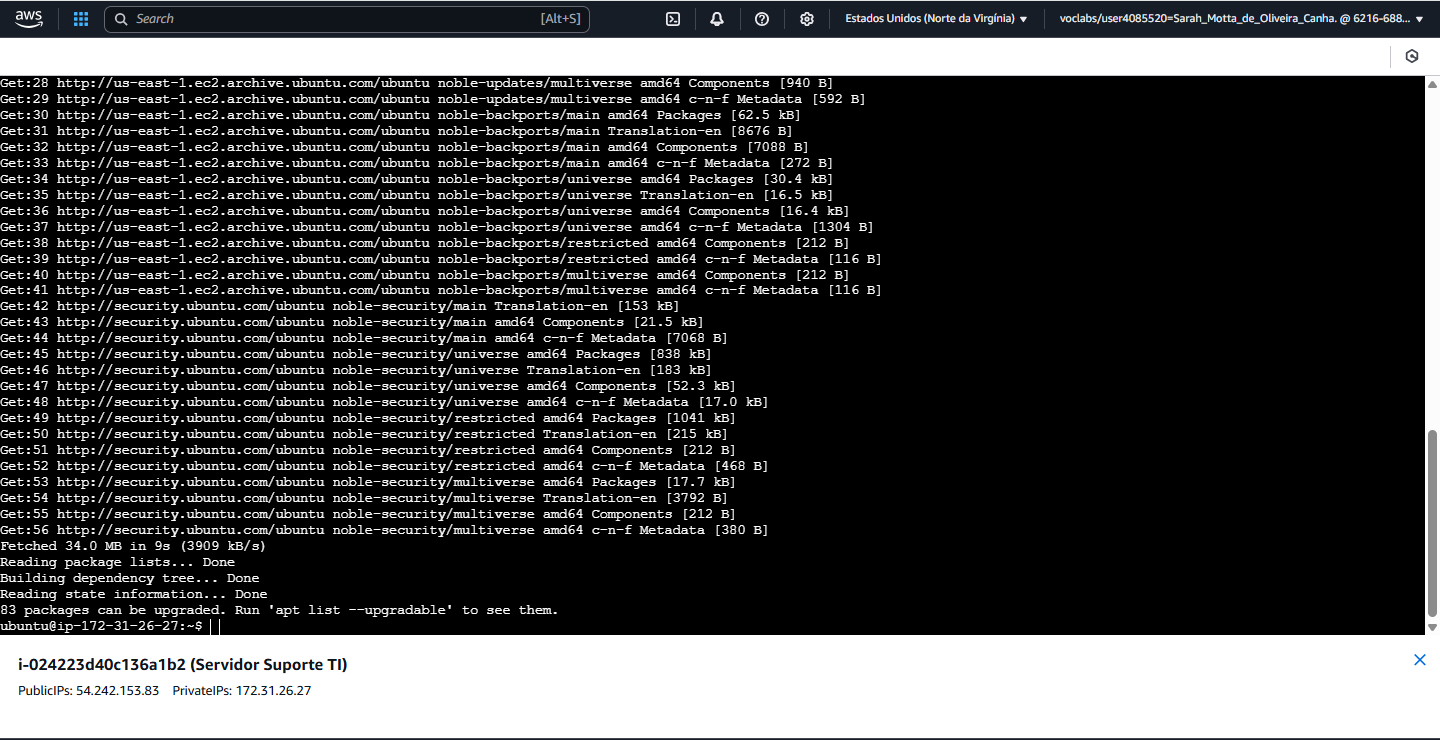 aws
Search [Alt+S] Estados Unidos (Norte da Virgínia) voclabs/user4085520=Sarah_Motta_de_Oliveira_Canha. @ 6216-688...
Get:28 http://us-east-1.ec2.archive.ubuntu.com/ubuntu noble-updates/multiverse amd64 Components [940 B]
Get:29 http://us-east-1.ec2.archive.ubuntu.com/ubuntu noble-updates/multiverse amd64 c-n-f Metadata [592 B]
Get:30 http://us-east-1.ec2.archive.ubuntu.com/ubuntu noble-backports/main amd64 Packages [62.5 kB]
Get:31 http://us-east-1.ec2.archive.ubuntu.com/ubuntu noble-backports/main Translation-en [8676 B]
Get:32 http://us-east-1.ec2.archive.ubuntu.com/ubuntu noble-backports/main amd64 Components [7088 B]
Get:33 http://us-east-1.ec2.archive.ubuntu.com/ubuntu noble-backports/main amd64 c-n-f Metadata [272 B]
Get:34 http://us-east-1.ec2.archive.ubuntu.com/ubuntu noble-backports/universe amd64 Packages [30.4 kB]
Get:35 http://us-east-1.ec2.archive.ubuntu.com/ubuntu noble-backports/universe Translation-en [16.5 kB]
Get:36 http://us-east-1.ec2.archive.ubuntu.com/ubuntu noble-backports/universe amd64 Components [16.4 kB]
Get:37 http://us-east-1.ec2.archive.ubuntu.com/ubuntu noble-backports/universe amd64 c-n-f Metadata [1304 B]
Get:38 http://us-east-1.ec2.archive.ubuntu.com/ubuntu noble-backports/restricted amd64 Components [212 B]
Get:39 http://us-east-1.ec2.archive.ubuntu.com/ubuntu noble-backports/restricted amd64 c-n-f Metadata [116 B]
Get:40 http://us-east-1.ec2.archive.ubuntu.com/ubuntu noble-backports/multiverse amd64 Components [212 B]
Get:41 http://us-east-1.ec2.archive.ubuntu.com/ubuntu noble-backports/multiverse amd64 c-n-f Metadata [116 B]
Get:42 http://security.ubuntu.com/ubuntu noble-security/main Translation-en [153 kB]
Get:43 http://security.ubuntu.com/ubuntu noble-security/main amd64 Components [21.5 kB]
Get:44 http://security.ubuntu.com/ubuntu noble-security/main amd64 c-n-f Metadata [7068 B]
Get:45 http://security.ubuntu.com/ubuntu noble-security/universe amd64 Packages [838 kB]
Get:46 http://security.ubuntu.com/ubuntu noble-security/universe Translation-en [183 kB]
Get:47 http://security.ubuntu.com/ubuntu noble-security/universe amd64 Components [52.3 kB]
Get:48 http://security.ubuntu.com/ubuntu noble-security/universe amd64 c-n-f Metadata [17.0 kB]
Get:49 http://security.ubuntu.com/ubuntu noble-security/restricted amd64 Packages [1041 kB]
Get:50 http://security.ubuntu.com/ubuntu noble-security/restricted Translation-en [215 kB]
Get:51 http://security.ubuntu.com/ubuntu noble-security/restricted amd64 Components [212 B]
Get:52 http://security.ubuntu.com/ubuntu noble-security/restricted amd64 c-n-f Metadata [468 B]
Get:53 http://security.ubuntu.com/ubuntu noble-security/multiverse amd64 Packages [17.7 kB]
Get:54 http://security.ubuntu.com/ubuntu noble-security/multiverse Translation-en [3792 B]
Get:55 http://security.ubuntu.com/ubuntu noble-security/multiverse amd64 Components [212 B]
Get:56 http://security.ubuntu.com/ubuntu noble-security/multiverse amd64 c-n-f Metadata [380 B]
Fetched 34.0 MB in 9s (3909 kB/s)
Reading package lists... Done
Building dependency tree... Done
Reading state information... Done
83 packages can be upgraded. Run 'apt list --upgradable' to see them.
ubuntu@ip-172-31-26-27:~$
i-024223d40c136a1b2 (Servidor Suporte TI)
PublicIPs: 54.242.153.83 PrivateIPs: 172.31.26.27